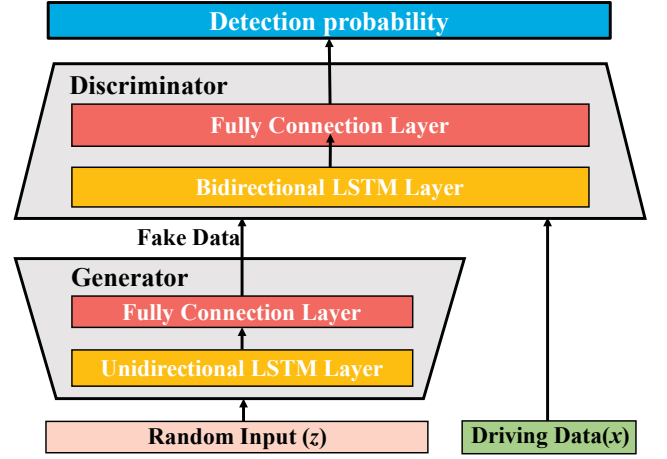 Detection probability
Discriminator
Fully Connection Layer
Bidirectional LSTM Layer
Fake Data
Generator
Fully Connection Layer
Unidirectional LSTM Layer
Random Input (z)
Driving Data(x)